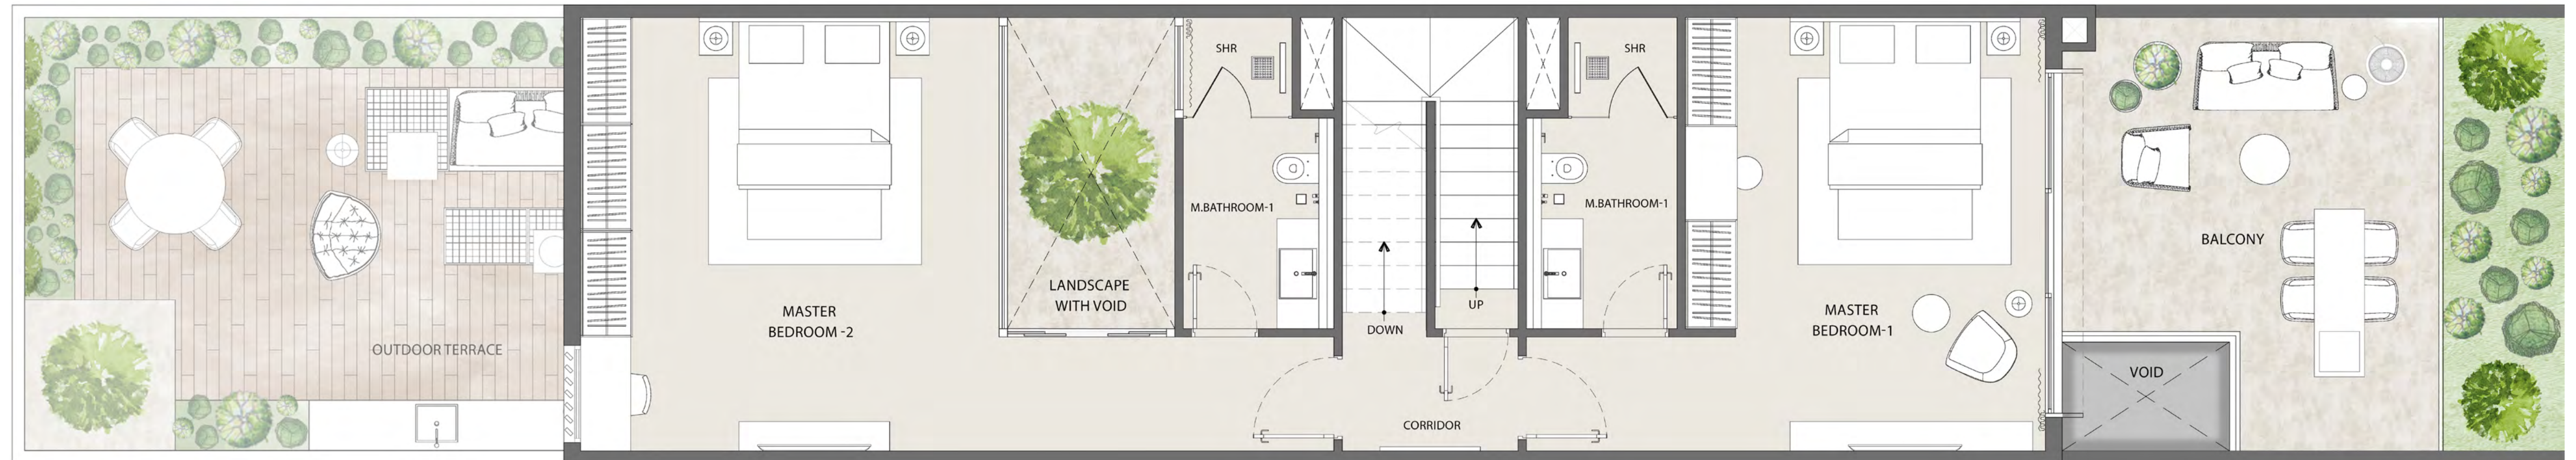 OUTDOOR TERRACE
MASTER
BEDROOM -2
LANDSCAPE
WITH VOID
SHR
M.BATHROOM-1
DOWN
UP
CORRIDOR
SHR
M.BATHROOM-1
MASTER
BEDROOM-1
BALCONY
VOID